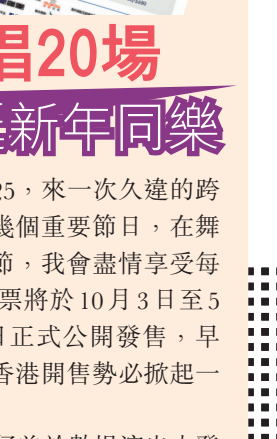 唱20場
新年同樂
25，來一次久違的跨
幾個重要節日，在舞
節，我會盡情享受每
票將於10月3日至5
日正式公開發售，早
香港開售勢必掀起一